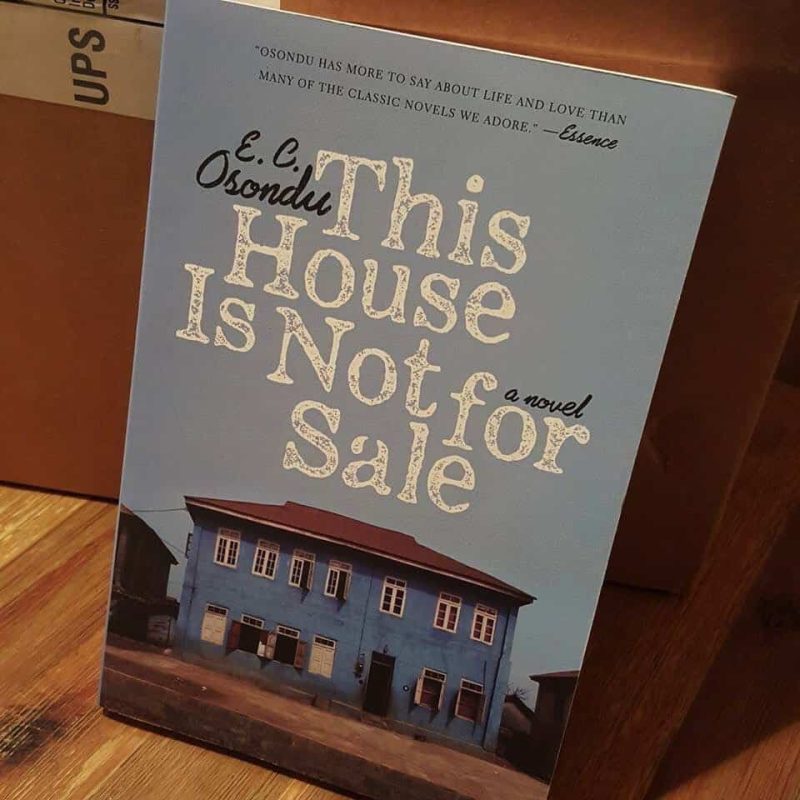 UPS
"OSONDU HAS MORE TO SAY ABOUT LIFE AND LOVE THAN
MANY OF THE CLASSIC NOVELS WE ADORE." —Essence
E. C.
Osondu
This
House
Is Not for
Sale
a novel